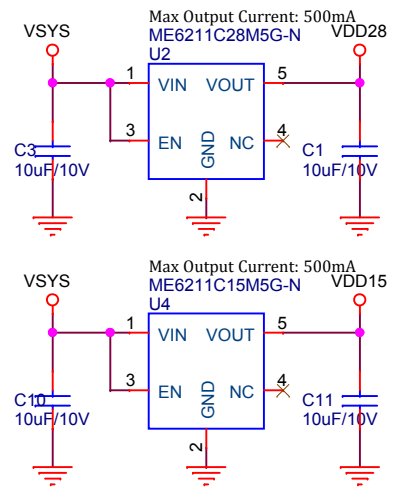 Max Output Current: 500mA
VSYS
ME6211C28M5G-N
VDD28
U2
1
VIN
VOUT
5
3
EN
NC
4
GND
2
C3
10uF/10V
C1
10uF/10V
Max Output Current: 500mA
VSYS
ME6211C15M5G-N
VDD15
U4
1
VIN
VOUT
5
3
EN
NC
4
GND
2
C10
10uF/10V
C11
10uF/10V